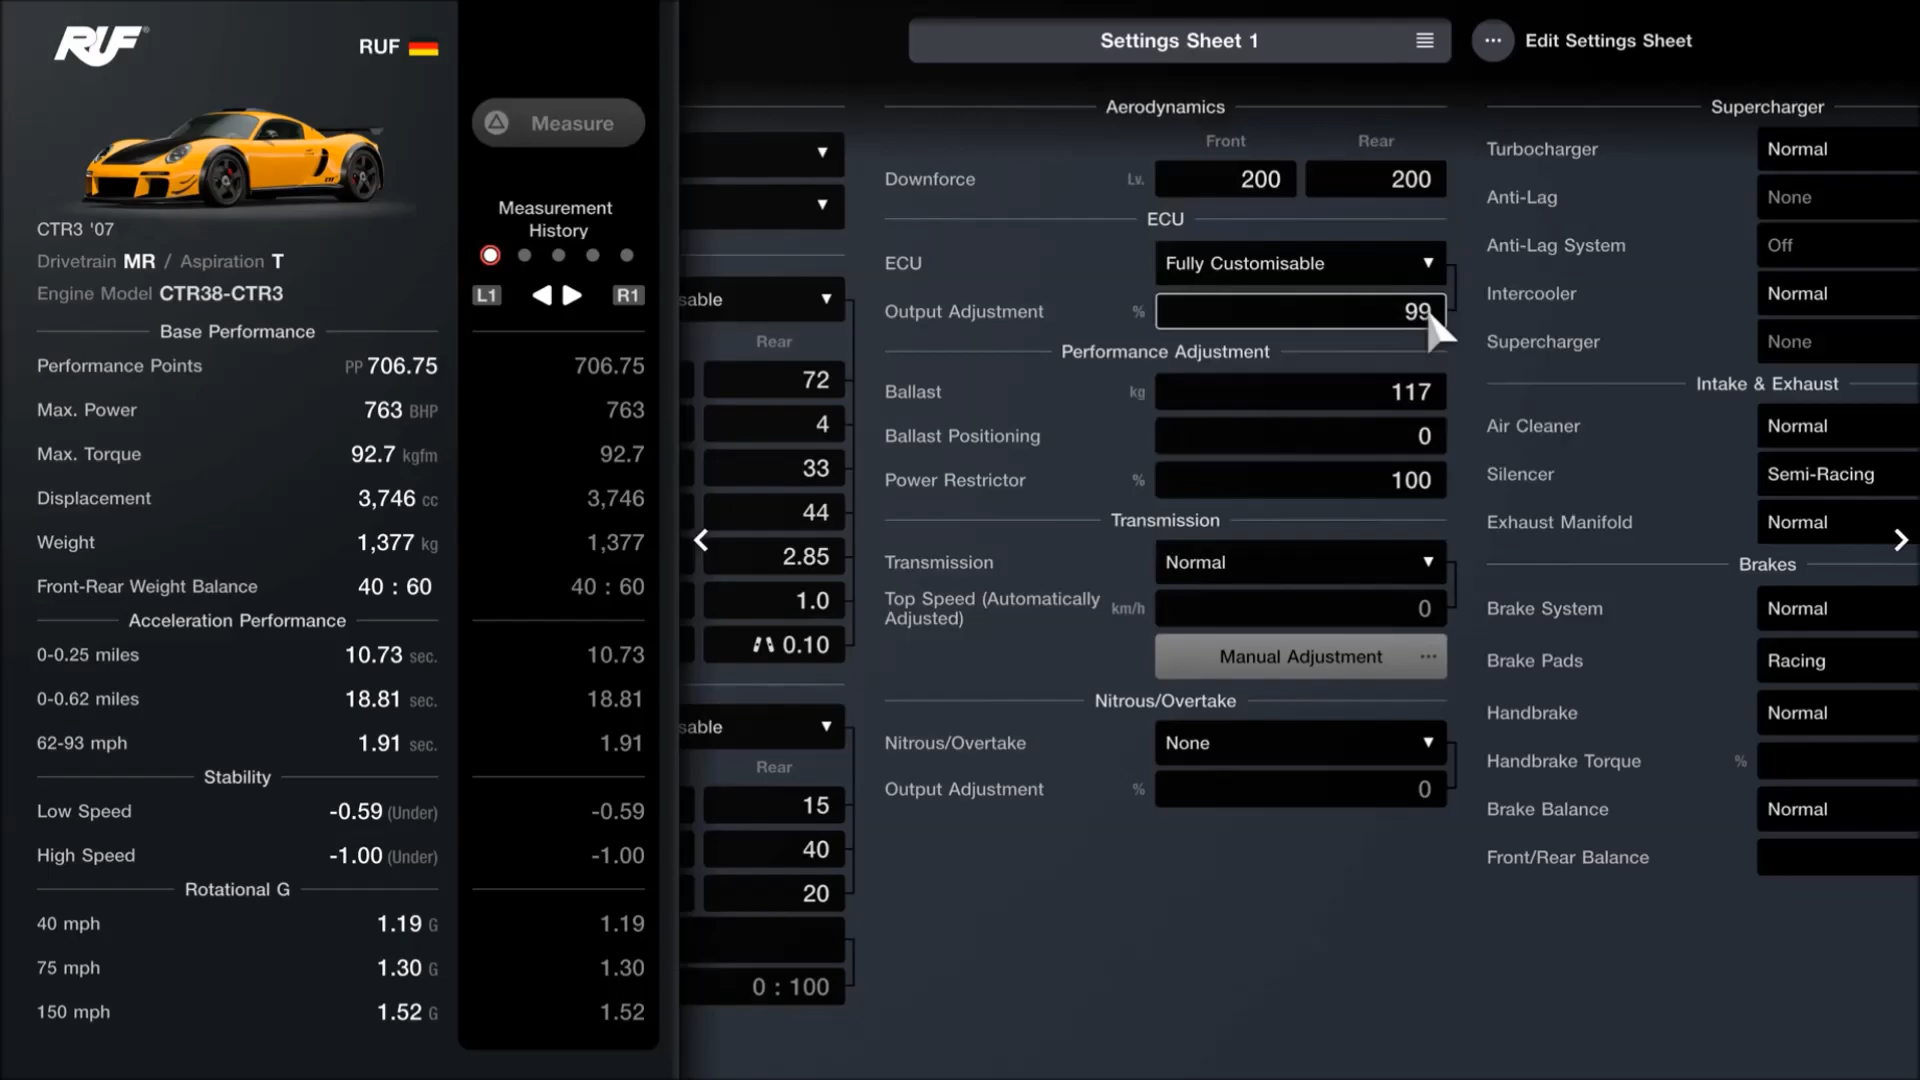 RUF
RUF
CTR3 '07
Drivetrain MR / Aspiration T
Engine Model CTR38-CTR3
Base Performance
Performance Points PP 706.75
Max. Power 763 BHP
Max. Torque 92.7 kgfm
Displacement 3,746 cc
Weight 1,377 kg
Front-Rear Weight Balance 40 : 60
Acceleration Performance
0-0.25 miles 10.73 sec.
0-0.62 miles 18.81 sec.
62-93 mph 1.91 sec.
Stability
Low Speed -0.59 (Under)
High Speed -1.00 (Under)
Rotational G
40 mph 1.19 G
75 mph 1.30 G
150 mph 1.52 G
Measure
Measurement
History
L1 R1
706.75
763
92.7
3,746
1,377
40 : 60
10.73
18.81
1.91
-0.59
-1.00
1.19
1.30
1.52
Settings Sheet 1
Edit Settings Sheet
sable
Rear
72
4
33
44
2.85
1.0
0.10
sable
Rear
15
40
20
0 : 100
Aerodynamics
Front Rear
Downforce Lv. 200 200
ECU
ECU Fully Customisable
Output Adjustment % 99
Performance Adjustment
Ballast kg 117
Ballast Positioning 0
Power Restrictor % 100
Transmission
Transmission Normal
Top Speed (Automatically
Adjusted) km/h 0
Manual Adjustment
Nitrous/Overtake
Nitrous/Overtake None
Output Adjustment % 0
Supercharger
Turbocharger Normal
Anti-Lag None
Anti-Lag System Off
Intercooler Normal
Supercharger None
Intake & Exhaust
Air Cleaner Normal
Silencer Semi-Racing
Exhaust Manifold Normal
Brakes
Brake System Normal
Brake Pads Racing
Handbrake Normal
Handbrake Torque %
Brake Balance Normal
Front/Rear Balance